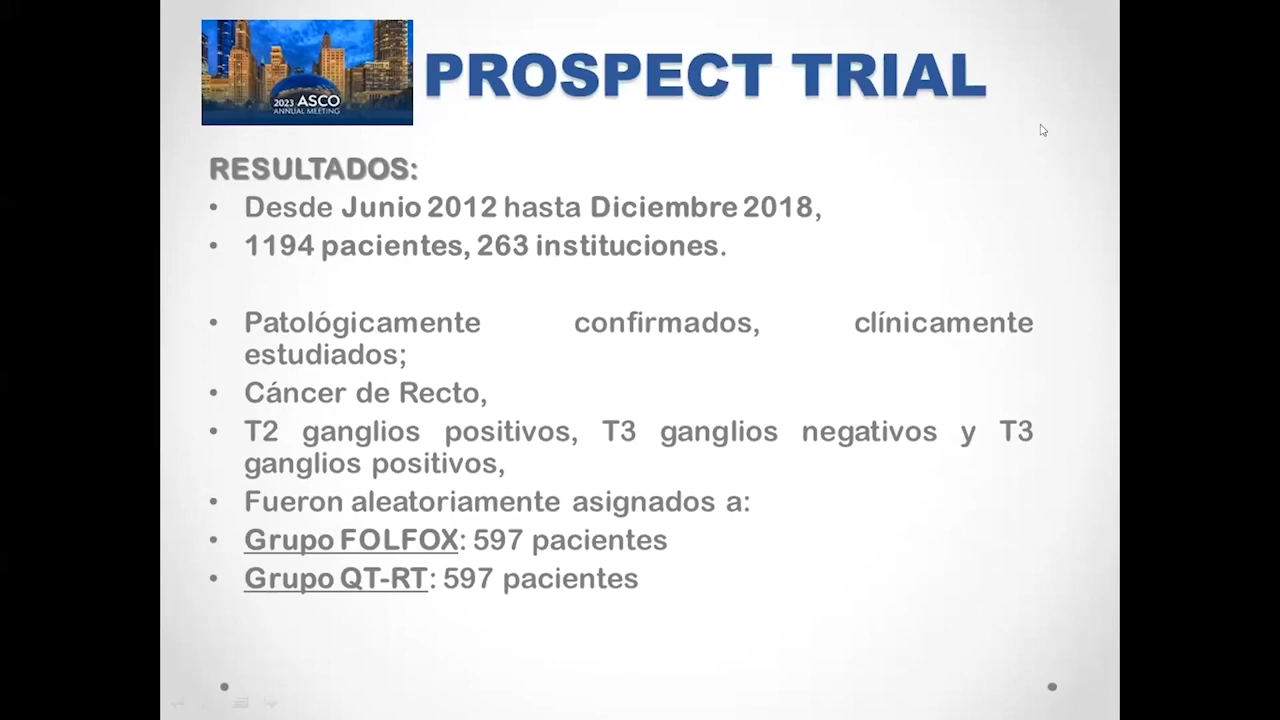 2023 ASCO
ANNUAL MEETING
PROSPECT TRIAL
RESULTADOS:
• Desde Junio 2012 hasta Diciembre 2018,
• 1194 pacientes, 263 instituciones.
• Patológicamente confirmados, clínicamente
estudiados;
• Cáncer de Recto,
• T2 ganglios positivos, T3 ganglios negativos y T3
ganglios positivos,
• Fueron aleatoriamente asignados a:
• Grupo FOLFOX: 597 pacientes
• Grupo QT-RT: 597 pacientes